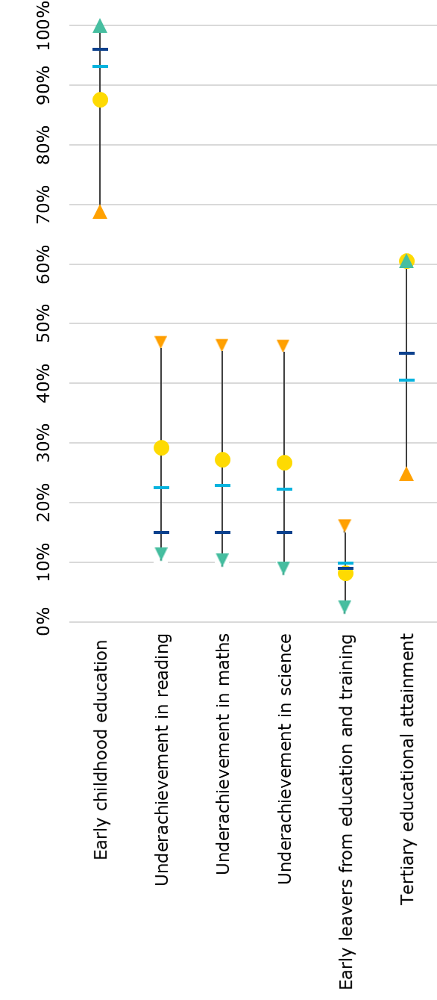 100%
90%
80%
70%
60%
50%
40%
30%
20%
10%
0%
Early childhood education
Underachievement in reading
Underachievement in maths
Underachievement in science
Early leavers from education and training
Tertiary educational attainment